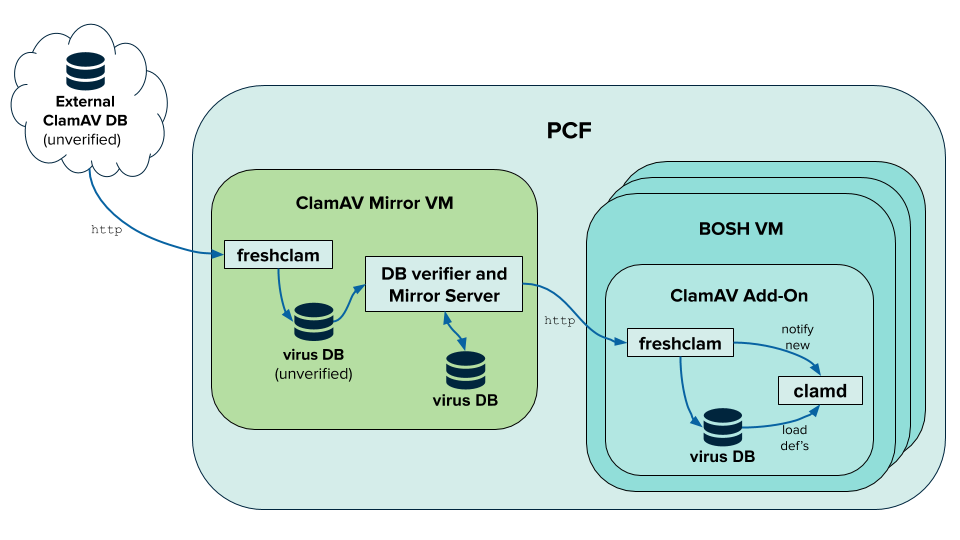 External
ClamAV DB
(unverified)
http
PCF
ClamAV Mirror VM
freshclam
DB verifier and
Mirror Server
virus DB
(unverified)
virus DB
http
BOSH VM
ClamAV Add-On
freshclam
notify
new
clamd
load
def’s
virus DB